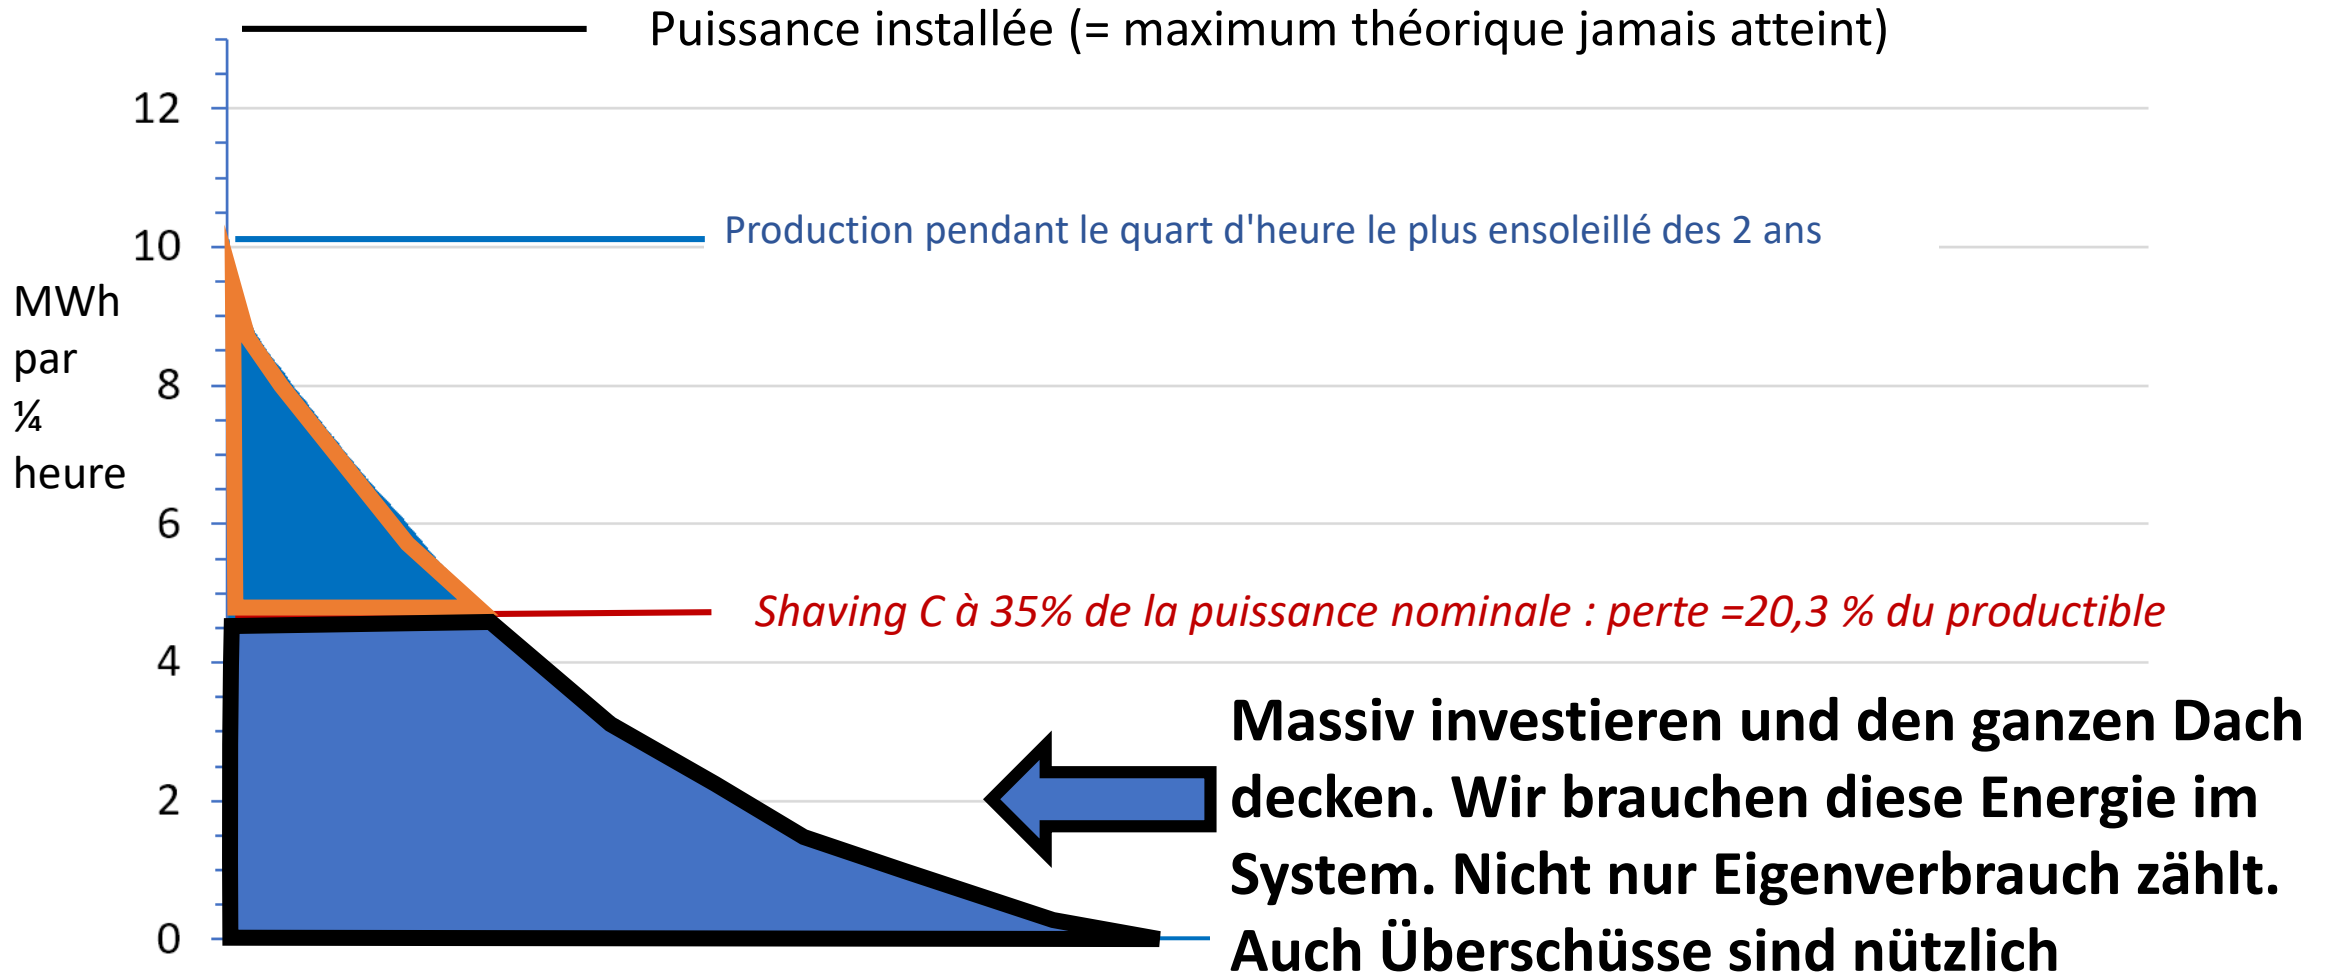 Puissance installée (= maximum théorique jamais atteint)
12
Production pendant le quart d'heure le plus ensoleillé des 2 ans
10
MWh
par
¼
heure
8
6
Shaving C à 35% de la puissance nominale : perte =20,3 % du productible
4
Massiv investieren und den ganzen Dach
decken. Wir brauchen diese Energie im
System. Nicht nur Eigenverbrauch zählt.
Auch Überschüsse sind nützlich
2
0